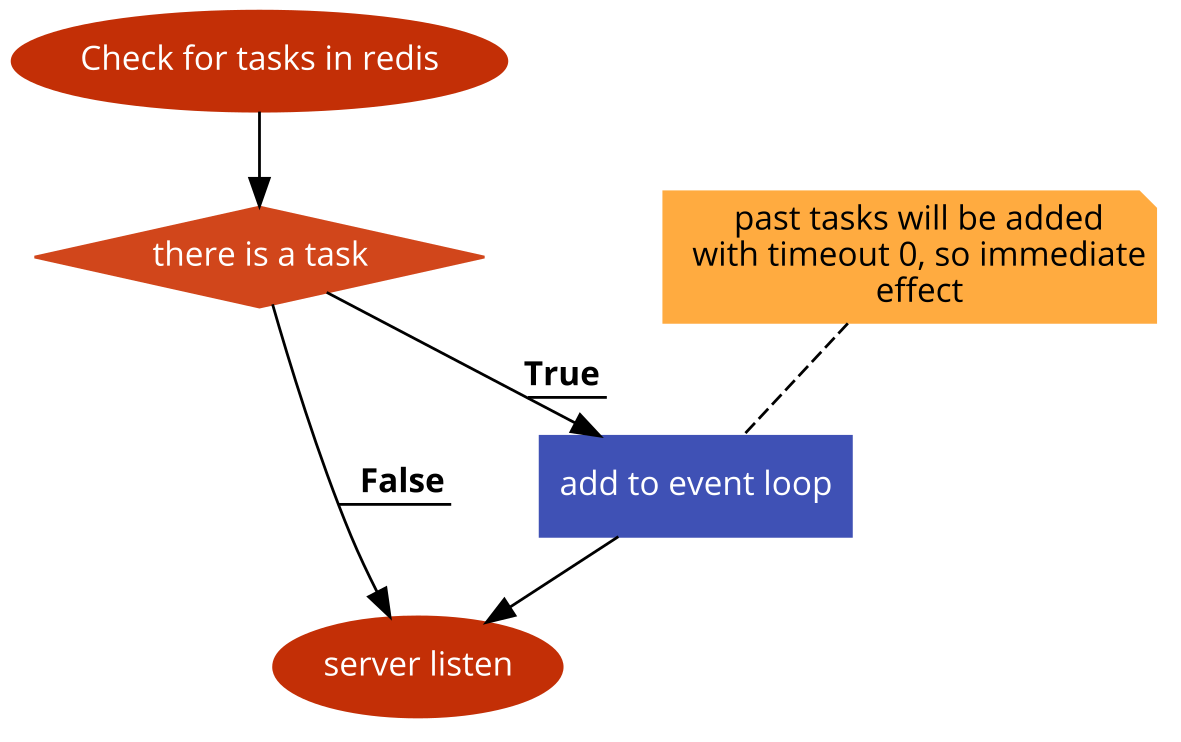 Check for tasks in redis
there is a task
past tasks will be added
with timeout 0, so immediate
effect
True
False
add to event loop
server listen